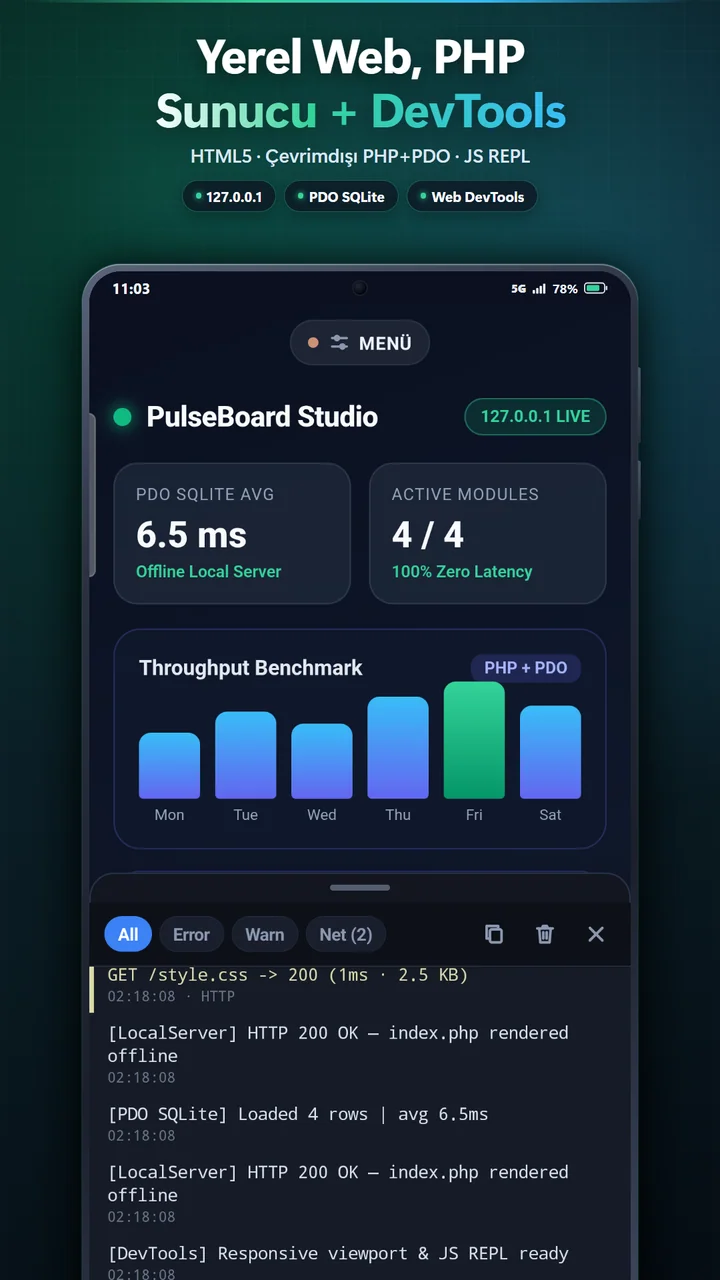 Yerel Web, PHP
Sunucu + DevTools
HTML5 · Çevrimdışı PHP+PDO · JS REPL
127.0.0.1
PDO SQLite
Web DevTools
11:03
5G
78%
MENÜ
PulseBoard Studio
127.0.0.1 LIVE
PDO SQLITE AVG
6.5 ms
Offline Local Server
ACTIVE MODULES
4 / 4
100% Zero Latency
Throughput Benchmark
PHP + PDO
Mon
Tue
Wed
Thu
Fri
Sat
All
Error
Warn
Net (2)
GET /style.css -> 200 (1ms · 2.5 KB)
02:18:08 · HTTP
[LocalServer] HTTP 200 OK — index.php rendered
offline
02:18:08
[PDO SQLite] Loaded 4 rows | avg 6.5ms
02:18:08
[LocalServer] HTTP 200 OK — index.php rendered
offline
02:18:08
[DevTools] Responsive viewport & JS REPL ready
02:18:08